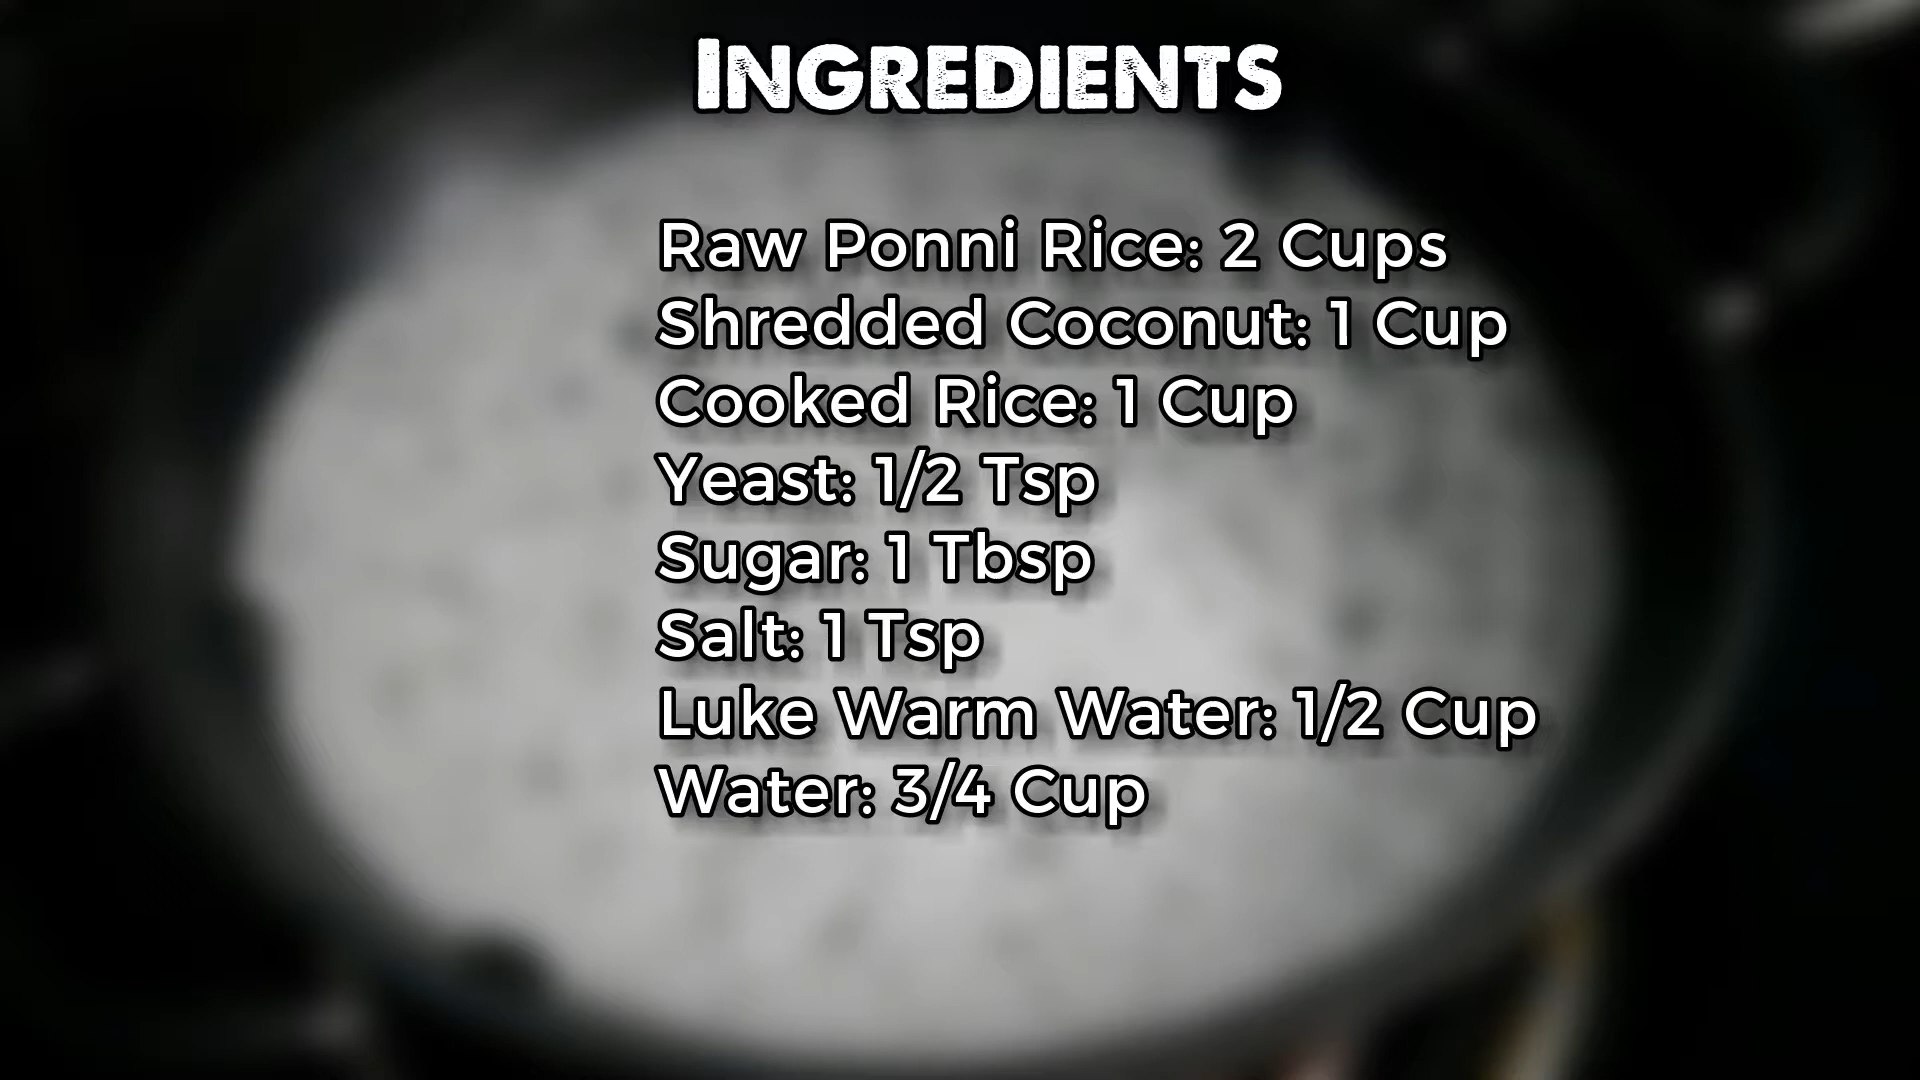 Ingredients
Raw Ponni Rice: 2 Cups
Shredded Coconut: 1 Cup
Cooked Rice: 1 Cup
Yeast: 1/2 Tsp
Sugar: 1 Tbsp
Salt: 1 Tsp
Luke Warm Water: 1/2 Cup
Water: 3/4 Cup